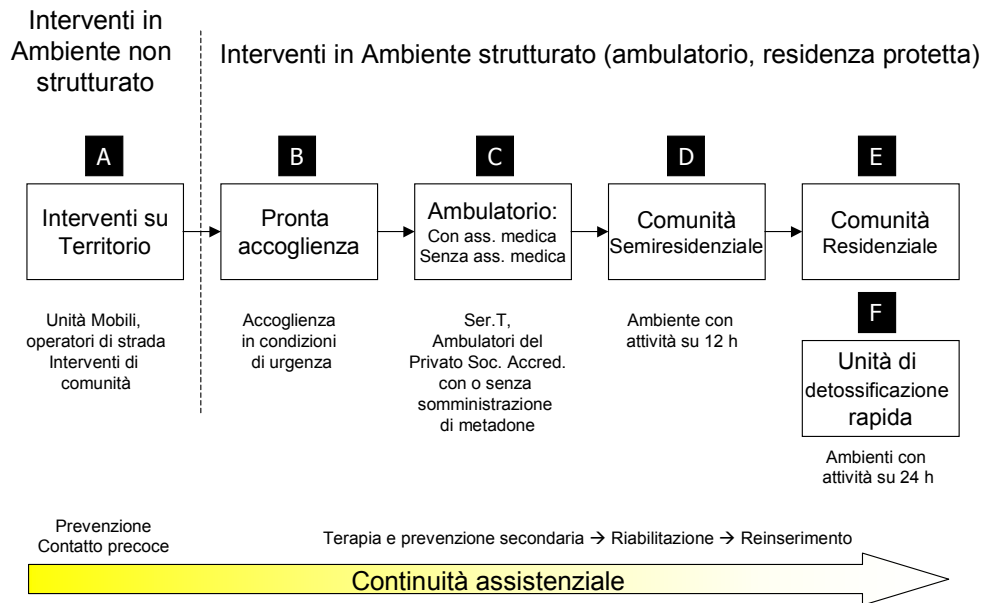 Interventi in
Ambiente non
strutturato
Interventi in Ambiente strutturato (ambulatorio, residenza protetta)
A
Interventi su
Territorio
Unità Mobili,
operatori di strada
Interventi di
comunità
B
Pronta
accoglienza
Accoglienza
in condizioni
di urgenza
C
Ambulatorio:
Con ass. medica
Senza ass. medica
Ser.T,
Ambulatori del
Privato Soc. Accred.
con o senza
somministrazione
di metadone
D
Comunità
Semiresidenziale
Ambiente con
attività su 12 h
E
Comunità
Residenziale
F
Unità di
detossificazione
rapida
Ambienti con
attività su 24 h
Prevenzione
Contatto precoce
Terapia e prevenzione secondaria → Riabilitazione → Reinserimento
Continuità assistenziale